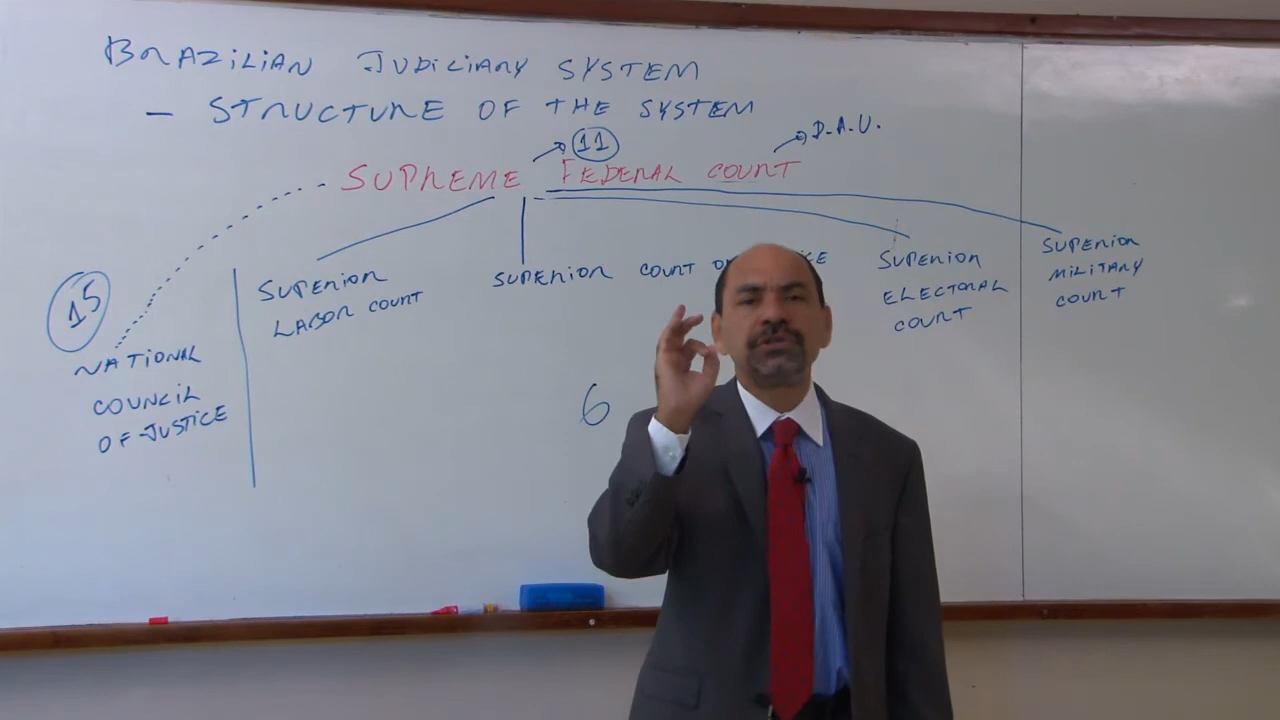 BRAZILIAN JUDICIARY SYSTEM
- STRUCTURE OF THE SYSTEM
11
D.A.U.
SUPREME FEDERAL COURT
15
NATIONAL
COUNCIL
OF JUSTICE
SUPERIOR
LABOR COURT
SUPERIOR COURT
SUPERIOR
ELECTORAL
COURT
SUPERIOR
MILITARY
COURT
6